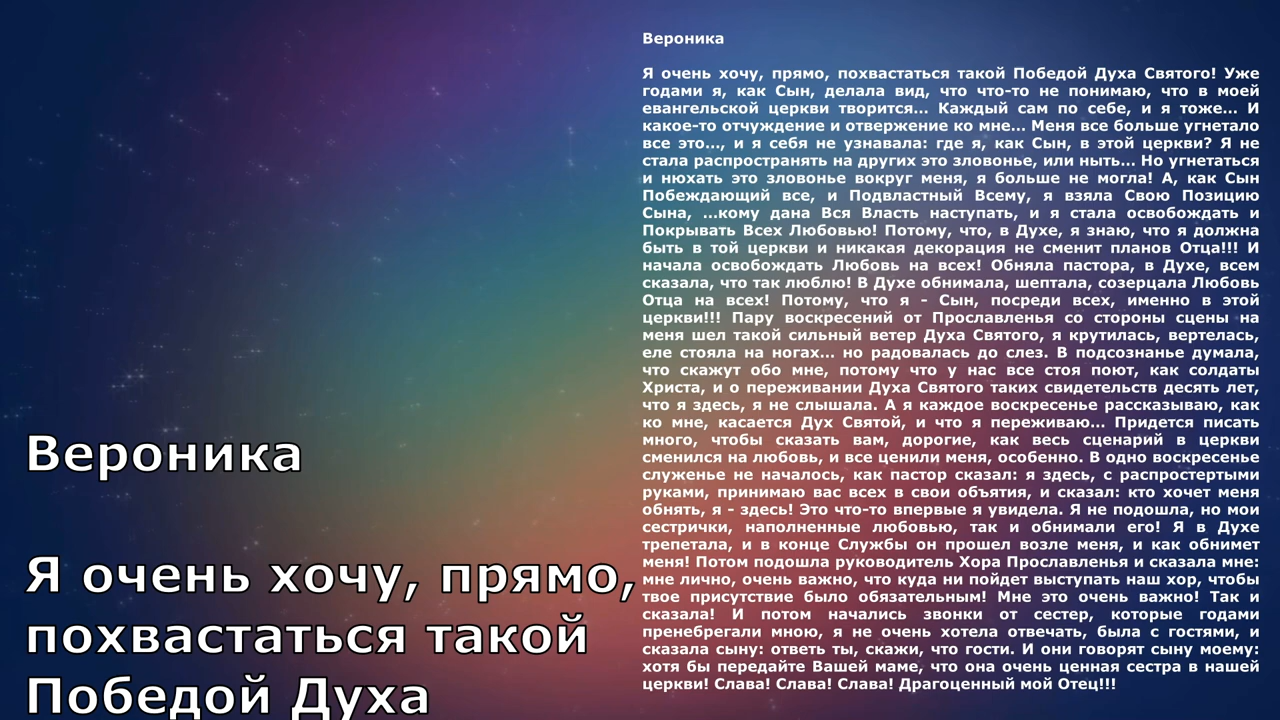 Вероника
Я очень хочу, прямо,
похвастаться такой
Победой Духа
Вероника
Я очень хочу, прямо, похвастаться такой Победой Духа Святого! Уже
годами я, как Сын, делала вид, что что-то не понимаю, что в моей
евангельской церкви творится... Каждый сам по себе, и я тоже... И
какое-то отчуждение и отвержение ко мне... Меня все больше угнетало
все это..., и я себя не узнавала: где я, как Сын, в этой церкви? Я не
стала распространять на других это зловонье, или ныть... Но угнетаться
и нюхать это зловонье вокруг меня, я больше не могла! А, как Сын
Побеждающий все, и Подвластный Всему, я взяла Свою Позицию
Сына, ...кому дана Вся Власть наступать, и я стала освобождать и
Покрывать Всех Любовью! Потому, что, в Духе, я знаю, что я должна
быть в той церкви и никакая декорация не сменит планов Отца!!! И
начала освобождать Любовь на всех! Обняла пастора, в Духе, всем
сказала, что так люблю! В Духе обнимала, шептала, созерцала Любовь
Отца на всех! Потому, что я - Сын, посреди всех, именно в этой
церкви!!! Пару воскресений от Прославленья со стороны сцены на
меня шел такой сильный ветер Духа Святого, я крутилась, вертелась,
еле стояла на ногах... но радовалась до слез. В подсознанье думала,
что скажут обо мне, потому что у нас все стоя поют, как солдаты
Христа, и о переживании Духа Святого таких свидетельств десять лет,
что я здесь, я не слышала. А я каждое воскресенье рассказываю, как
ко мне, касается Дух Святой, и что я переживаю... Придется писать
много, чтобы сказать вам, дорогие, как весь сценарий в церкви
сменился на любовь, и все ценили меня, особенно. В одно воскресенье
служенье не началось, как пастор сказал: я здесь, с распростертыми
руками, принимаю вас всех в свои объятия, и сказал: кто хочет меня
обнять, я - здесь! Это что-то впервые я увидела. Я не подошла, но мои
сестрички, наполненные любовью, так и обнимали его! Я в Духе
трепетала, и в конце Службы он прошел возле меня, и как обнимет
меня! Потом подошла руководитель Хора Прославленья и сказала мне:
мне лично, очень важно, что куда ни пойдет выступать наш хор, чтобы
твое присутствие было обязательным! Мне это очень важно! Так и
сказала! И потом начались звонки от сестер, которые годами
пренебрегали мною, я не очень хотела отвечать, была с гостями, и
сказала сыну: ответь ты, скажи, что гости. И они говорят сыну моему:
хотя бы передайте Вашей маме, что она очень ценная сестра в нашей
церкви! Слава! Слава! Слава! Драгоценный мой Отец!!!